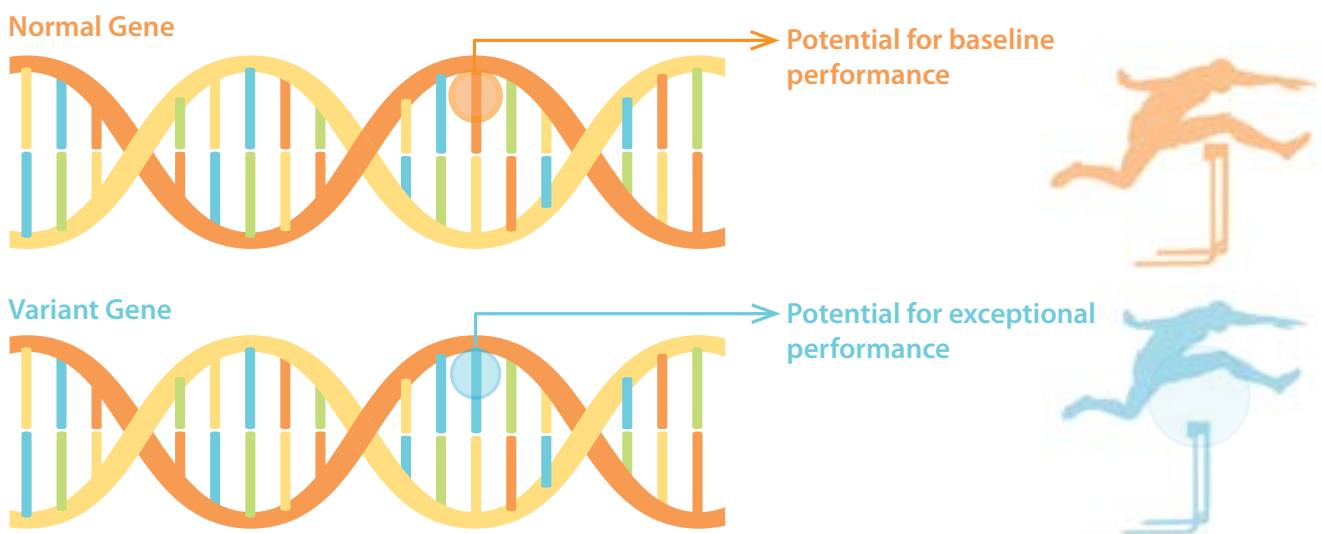 Normal Gene
Potential for baseline
performance
Variant Gene
Potential for exceptional
performance